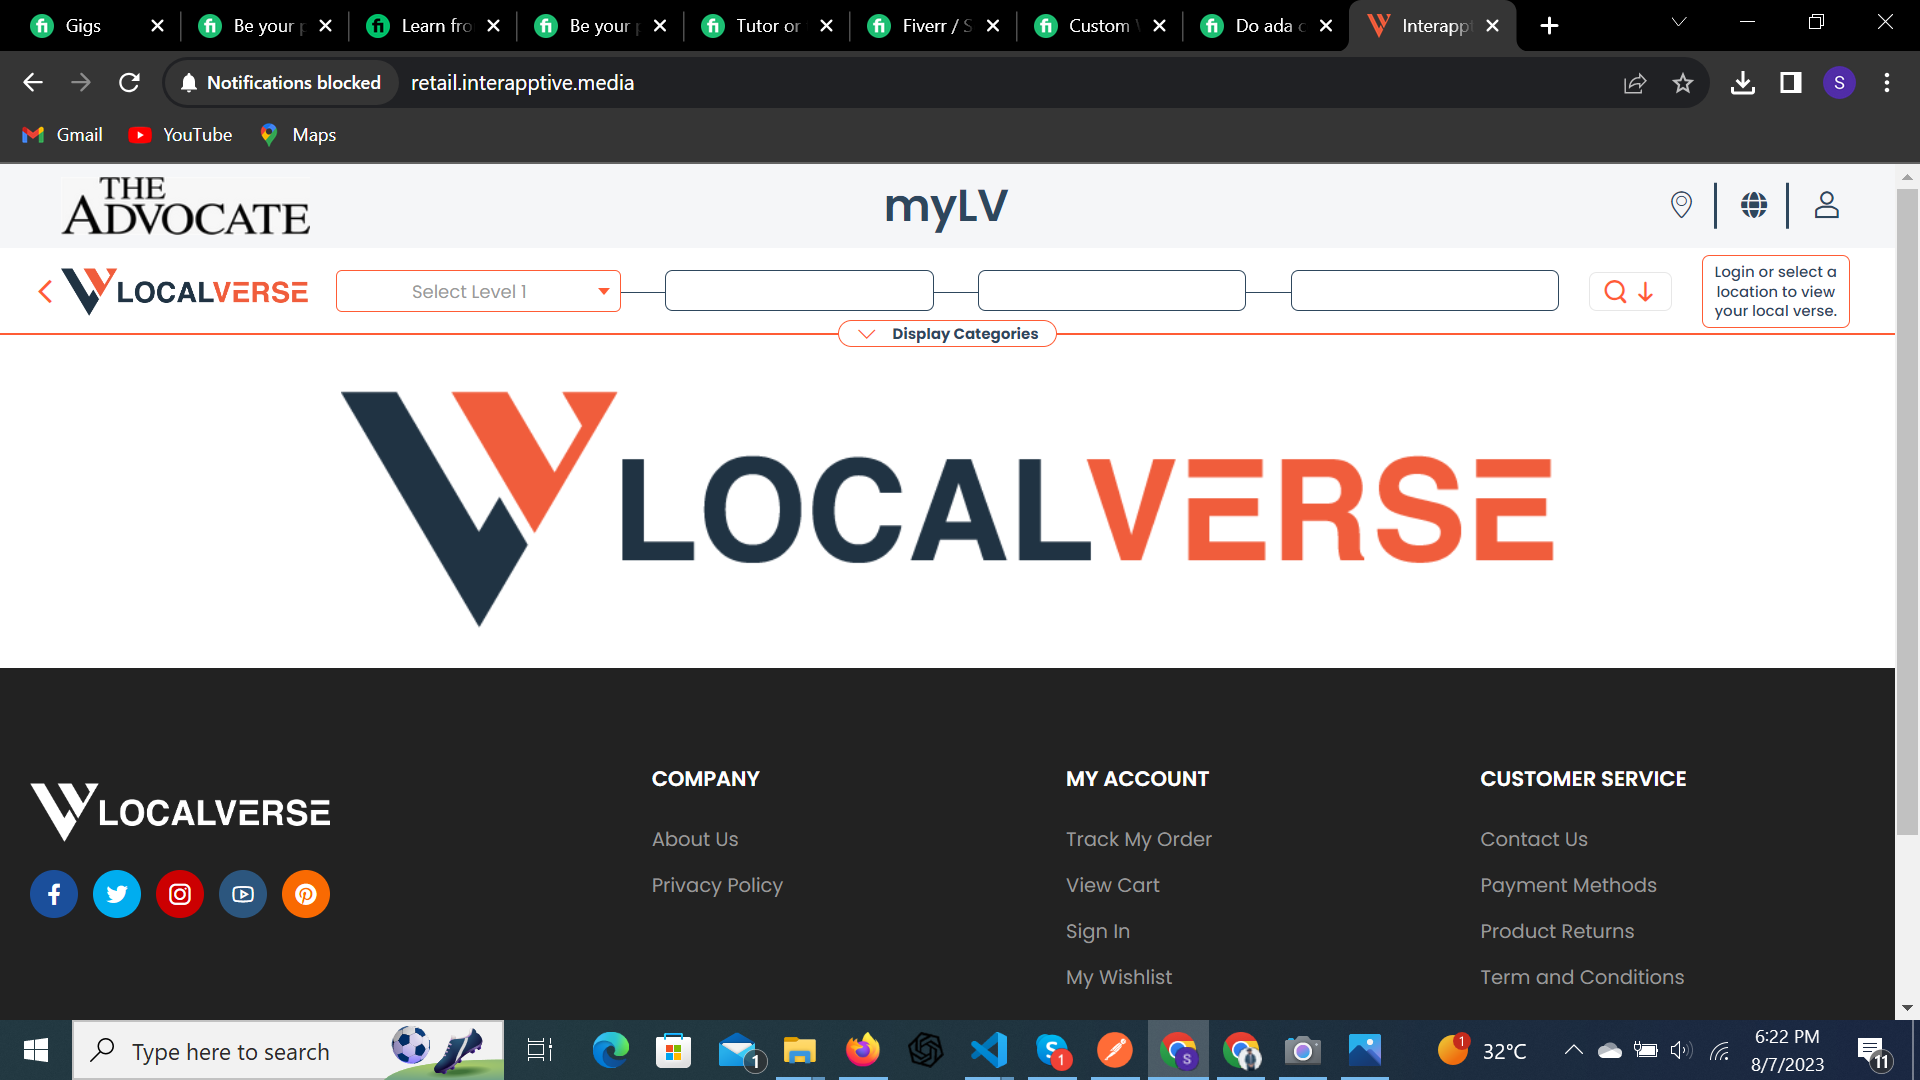 Gigs
Be your p
Learn fro
Be your p
Tutor or
Fiverr / S
Custom
Do ada c
Interappt
Notifications blocked
retail.interapptive.media
S
Gmail
YouTube
Maps
THE
ADVOCATE
myLV
LOCALVERSE
Select Level 1
Login or select a
location to view
your local verse.
Display Categories
LOCALVERSE
LOCALVERSE
COMPANY
About Us
Privacy Policy
MY ACCOUNT
Track My Order
View Cart
Sign In
My Wishlist
CUSTOMER SERVICE
Contact Us
Payment Methods
Product Returns
Term and Conditions
Type here to search
1
1
S
1
32°C
6:22 PM
8/7/2023
11